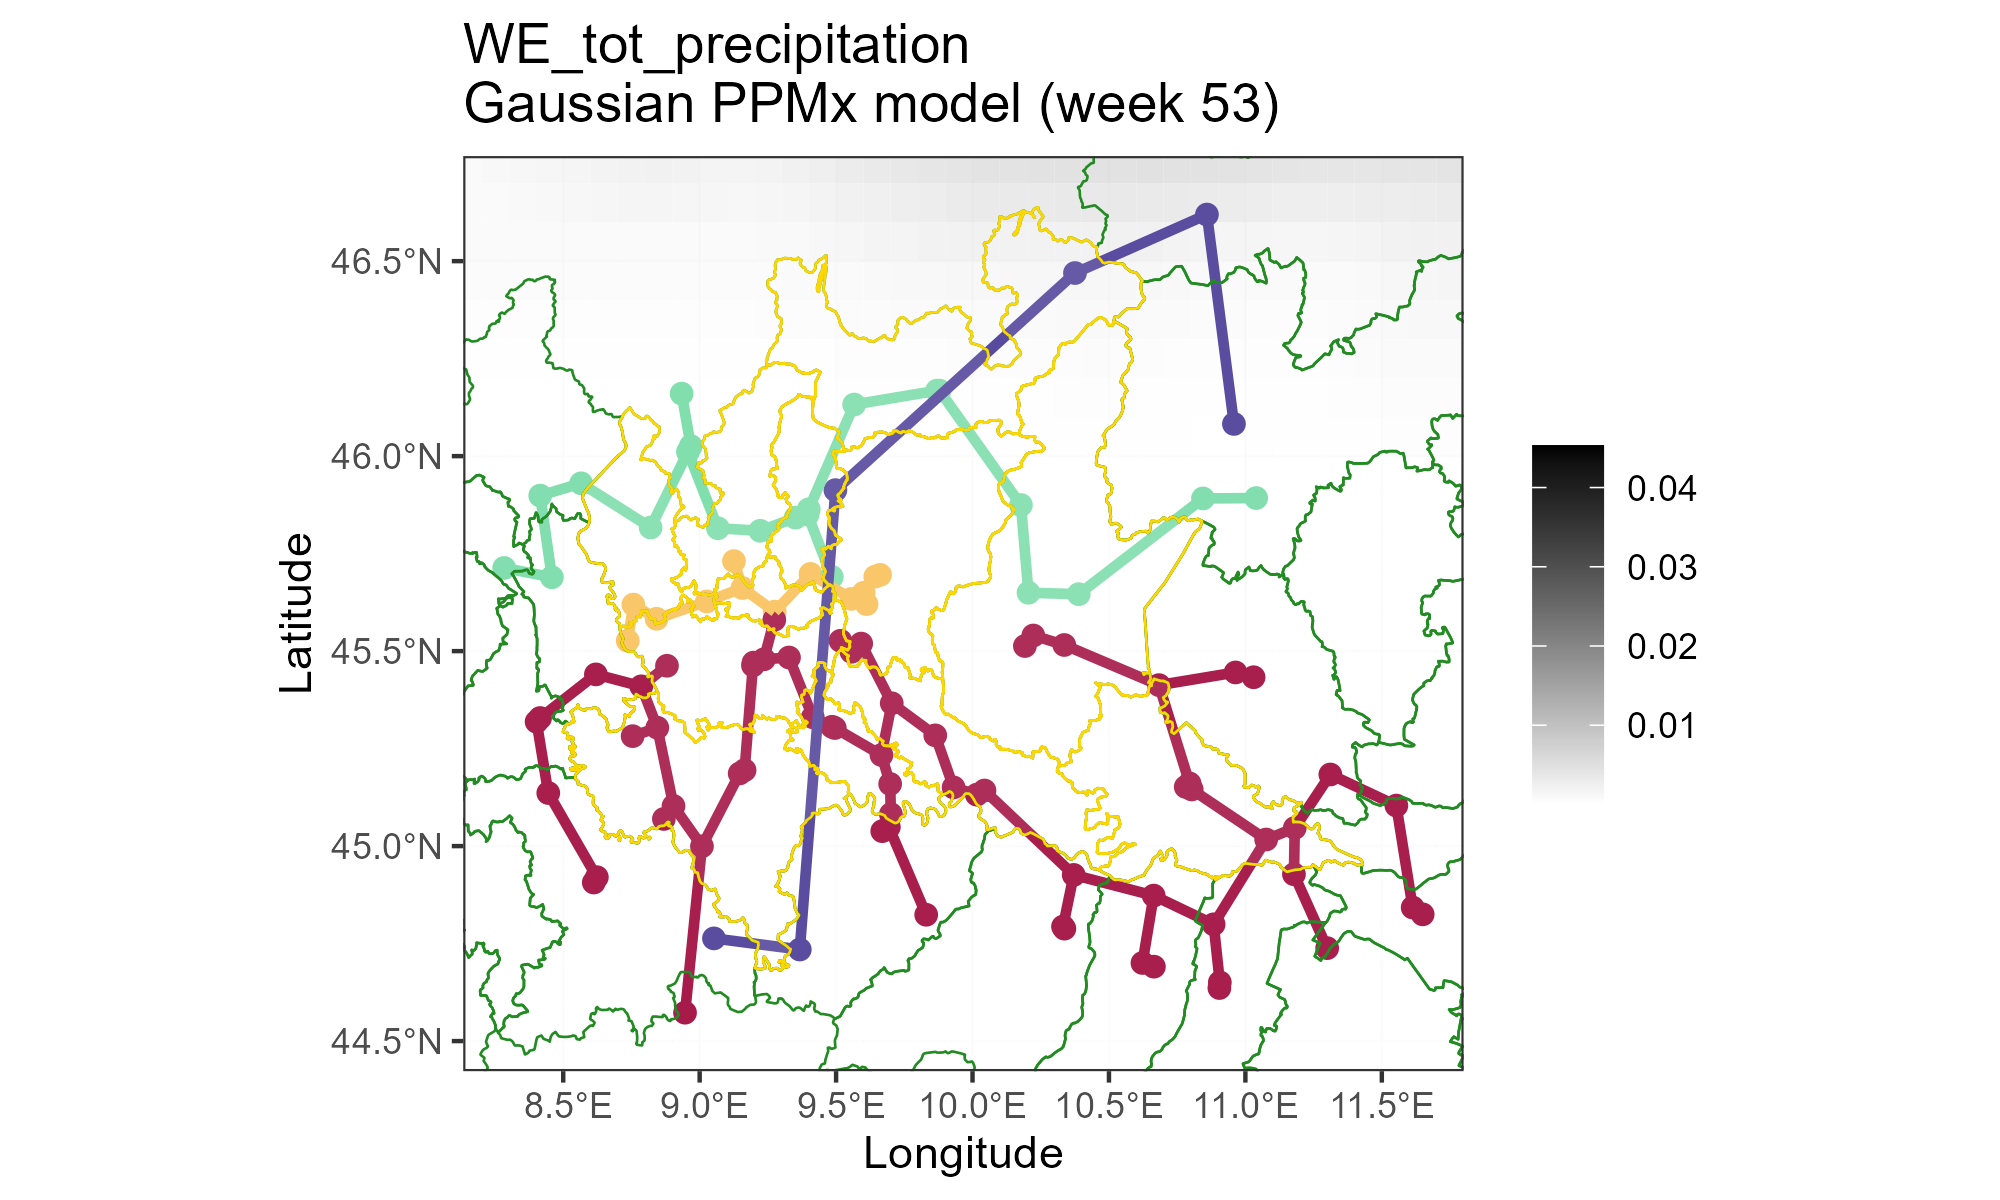 WE_tot_precipitation
Gaussian PPMx model (week 53)
46.5°N
46.0°N
45.5°N
45.0°N
44.5°N
Latitude
8.5°E
9.0°E
9.5°E
10.0°E
10.5°E
11.0°E
11.5°E
Longitude
0.04
0.03
0.02
0.01